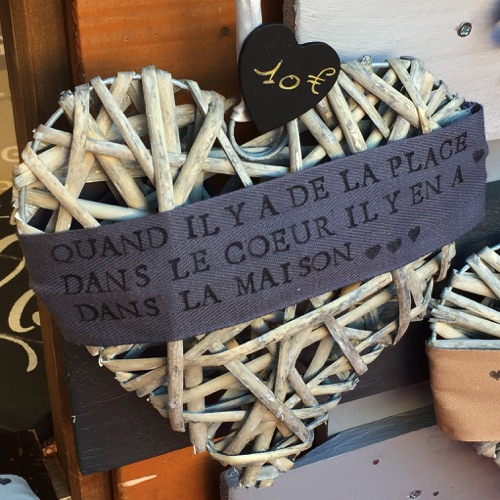 10 €
QUAND IL Y A DE LA PLACE
DANS LE COEUR IL Y EN A
DANS LA MAISON ♥♥♥